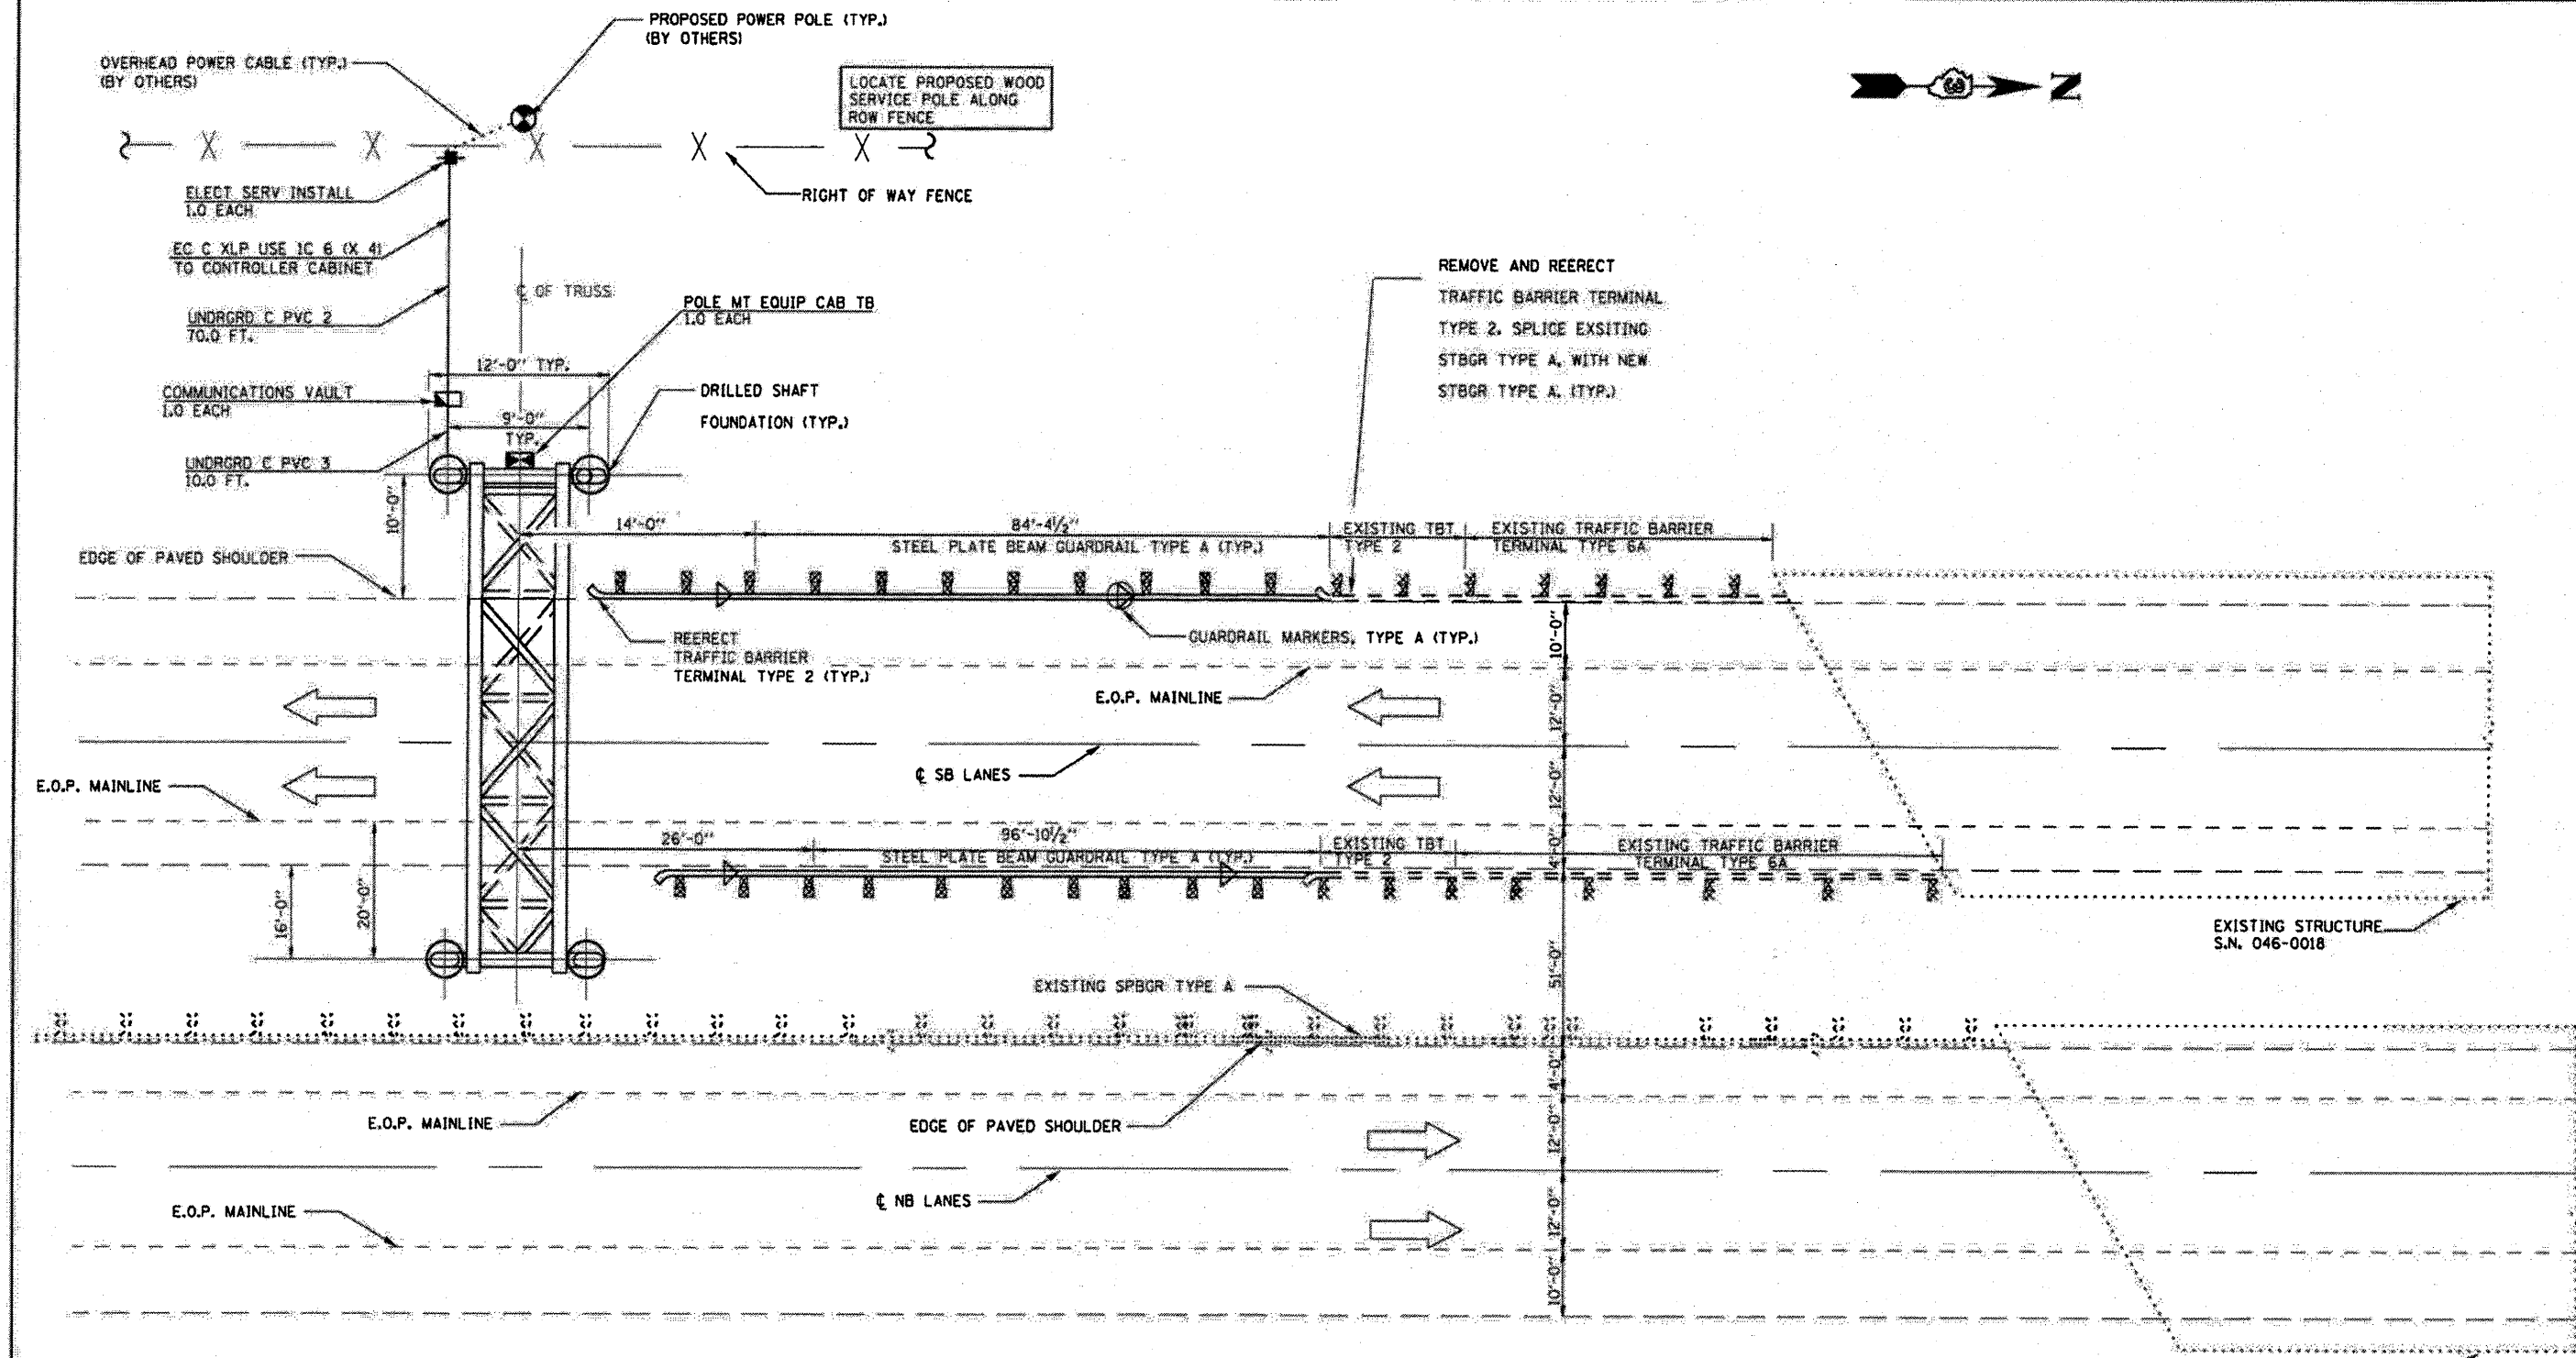 PROPOSED POWER POLE (TYP.)
(BY OTHERS)
OVERHEAD POWER CABLE (TYP.)
(BY OTHERS)
LOCATE PROPOSED WOOD
SERVICE POLE ALONG
ROW FENCE
N
RIGHT OF WAY FENCE
ELECT SERV INSTALL
1.0 EACH
EC C XLP USE 1C 6 (X 4)
TO CONTROLLER CABINET
UNDRGRD C PVC 2
70.0 FT.
℄ OF TRUSS
POLE MT EQUIP CAB TB
1.0 EACH
12'-0" TYP.
COMMUNICATIONS VAULT
1.0 EACH
9'-0"
TYP.
DRILLED SHAFT
FOUNDATION (TYP.)
UNDRGRD C PVC 3
10.0 FT.
REMOVE AND REERECT
TRAFFIC BARRIER TERMINAL
TYPE 2. SPLICE EXSITING
STBGR TYPE A, WITH NEW
STBGR TYPE A. (TYP.)
10'-0"
14'-0"
84'-4½"
STEEL PLATE BEAM GUARDRAIL TYPE A (TYP.)
EXISTING TBT
TYPE 2
EXISTING TRAFFIC BARRIER
TERMINAL TYPE 6A
EDGE OF PAVED SHOULDER
REERECT
TRAFFIC BARRIER
TERMINAL TYPE 2 (TYP.)
GUARDRAIL MARKERS, TYPE A (TYP.)
E.O.P. MAINLINE
10'-0"
12'-0"
℄ SB LANES
12'-0"
E.O.P. MAINLINE
26'-0"
96'-10½"
STEEL PLATE BEAM GUARDRAIL TYPE A (TYP.)
EXISTING TBT
TYPE 2
4'-0"
EXISTING TRAFFIC BARRIER
TERMINAL TYPE 6A
16'-0"
20'-0"
EXISTING STRUCTURE
S.N. 046-0018
51'-0"
EXISTING SPBGR TYPE A
4'-0"
E.O.P. MAINLINE
EDGE OF PAVED SHOULDER
12'-0"
℄ NB LANES
E.O.P. MAINLINE
12'-0"
10'-0"